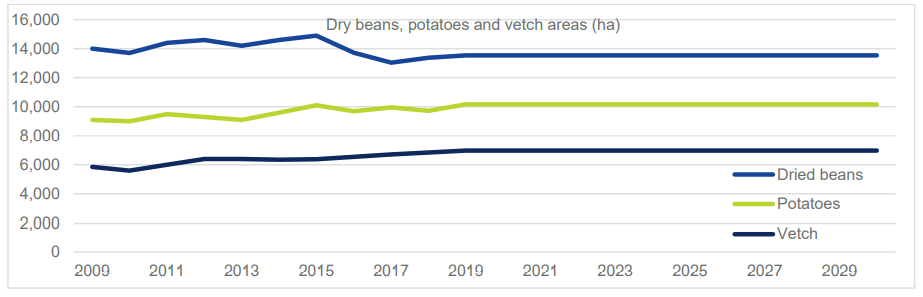 Dry beans, potatoes and vetch areas (ha)
16,000
14,000
12,000
10,000
8,000
6,000
4,000
2,000
0
Dried beans
Potatoes
Vetch
2009 2011 2013 2015 2017 2019 2021 2023 2025 2027 2029